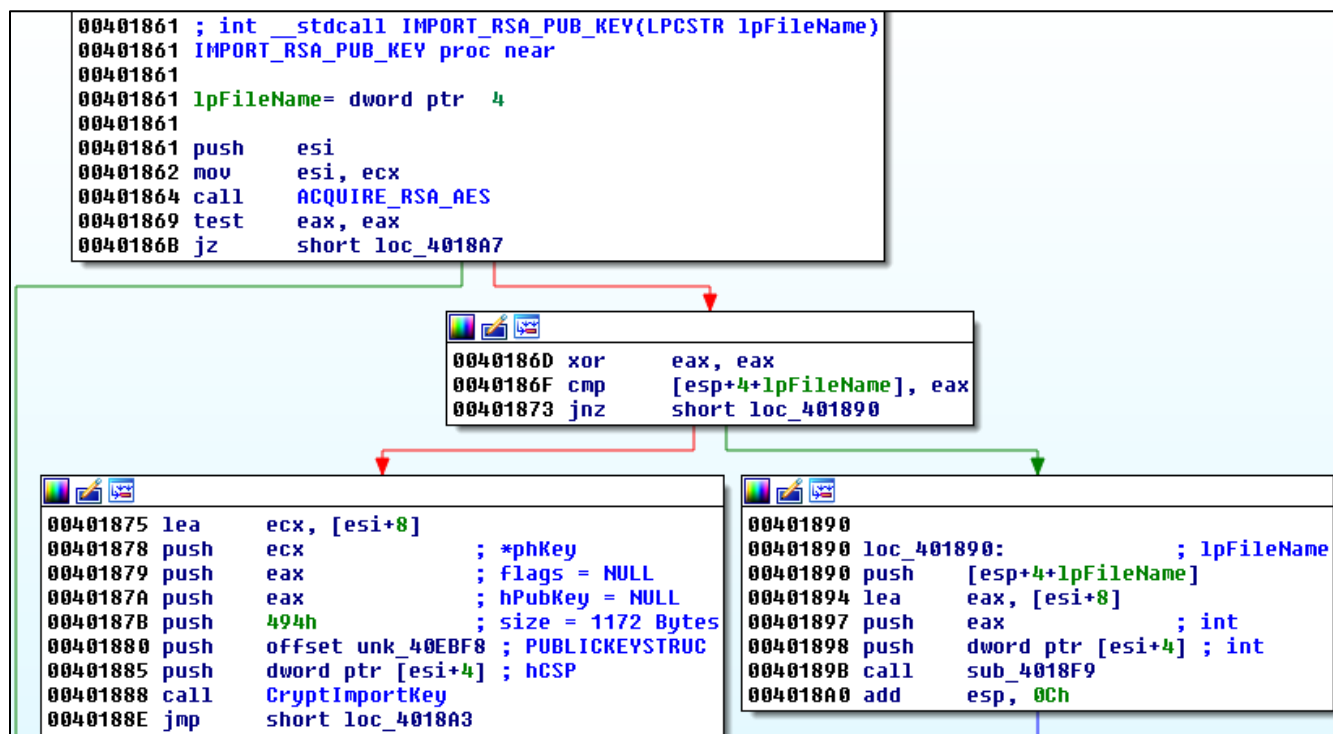 00401861 ; int __stdcall IMPORT_RSA_PUB_KEY(LPCSTR lpFileName)
00401861 IMPORT_RSA_PUB_KEY proc near
00401861
00401861 lpFileName= dword ptr  4
00401861
00401861 push    esi
00401862 mov     esi, ecx
00401864 call    ACQUIRE_RSA_AES
00401869 test    eax, eax
0040186B jz      short loc_4018A7
0040186D xor     eax, eax
0040186F cmp     [esp+4+lpFileName], eax
00401873 jnz     short loc_401890
00401875 lea     ecx, [esi+8]
00401878 push    ecx             ; *phKey
00401879 push    eax             ; flags = NULL
0040187A push    eax             ; hPubKey = NULL
0040187B push    494h            ; size = 1172 Bytes
00401880 push    offset unk_40EBF8 ; PUBLICKEYSTRUC
00401885 push    dword ptr [esi+4] ; hCSP
00401888 call    CryptImportKey
0040188E jmp     short loc_4018A3
00401890
00401890 loc_401890:             ; lpFileName
00401890 push    [esp+4+lpFileName]
00401894 lea     eax, [esi+8]
00401897 push    eax             ; int
00401898 push    dword ptr [esi+4] ; int
0040189B call    sub_4018F9
004018A0 add     esp, 0Ch